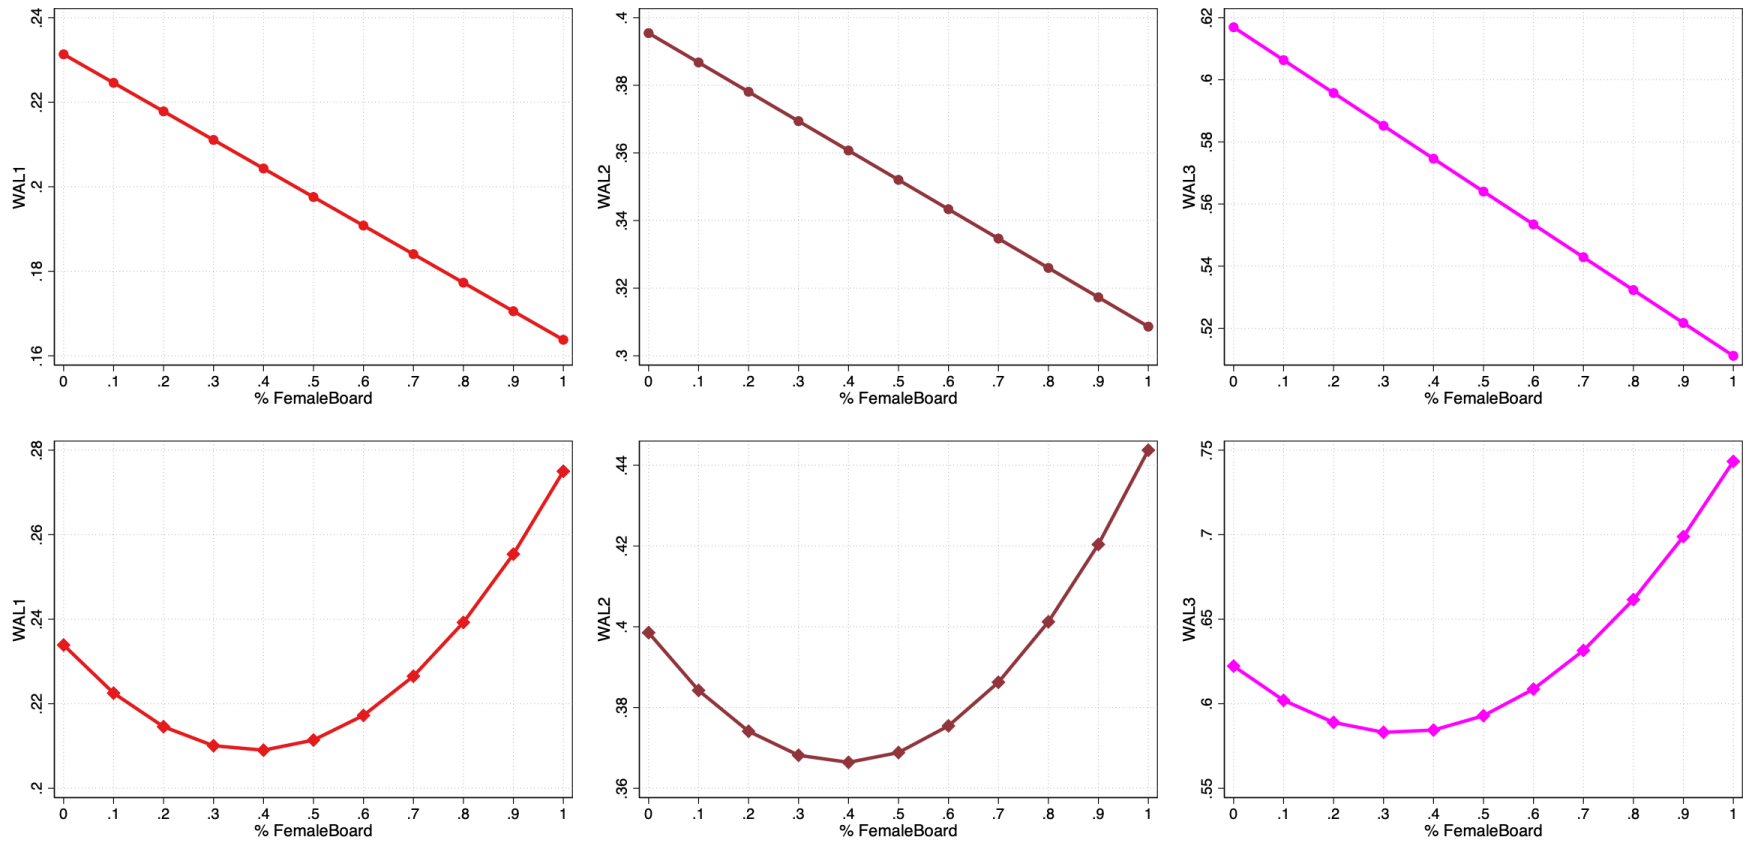 WAL1
.24
.22
.2
.18
.16
0 .1 .2 .3 .4 .5 .6 .7 .8 .9 1
% FemaleBoard
WAL2
.4
.38
.36
.34
.32
.3
0 .1 .2 .3 .4 .5 .6 .7 .8 .9 1
% FemaleBoard
WAL3
.62
.6
.58
.56
.54
.52
0 .1 .2 .3 .4 .5 .6 .7 .8 .9 1
% FemaleBoard
WAL1
.28
.26
.24
.22
.2
0 .1 .2 .3 .4 .5 .6 .7 .8 .9 1
% FemaleBoard
WAL2
.44
.42
.4
.38
.36
0 .1 .2 .3 .4 .5 .6 .7 .8 .9 1
% FemaleBoard
WAL3
.75
.7
.65
.6
.55
0 .1 .2 .3 .4 .5 .6 .7 .8 .9 1
% FemaleBoard